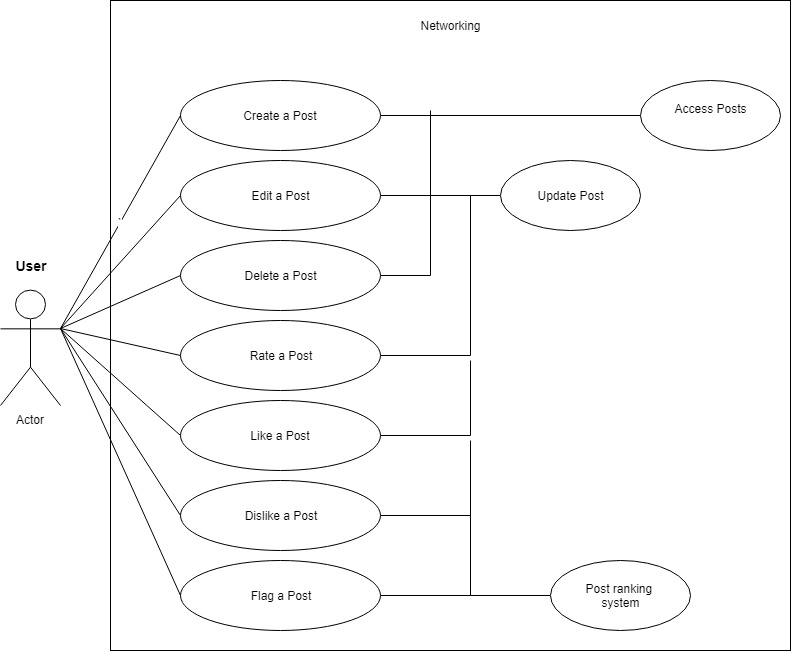 Networking
Create a Post
Access Posts
Edit a Post
Update Post
User
Delete a Post
Rate a Post
Actor
Like a Post
Dislike a Post
Flag a Post
Post ranking
system